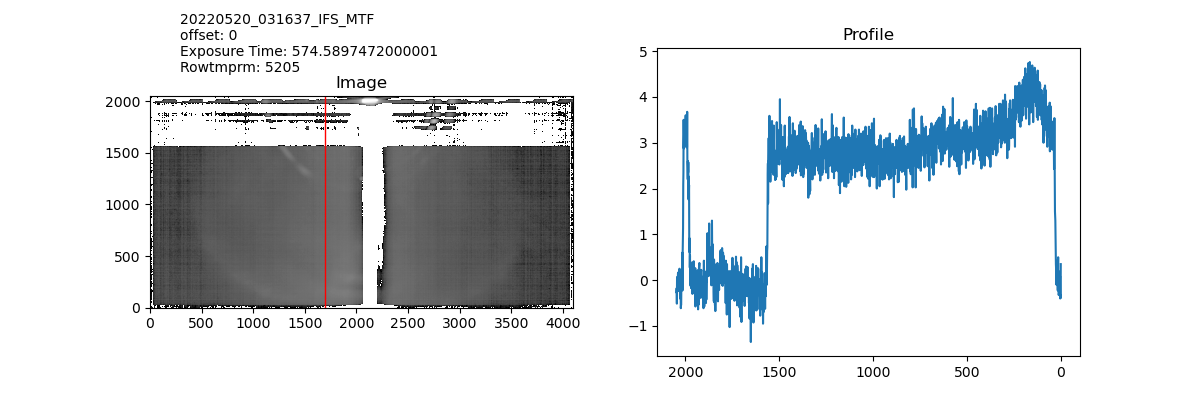 20220520_031637_IFS_MTF
offset: 0
Exposure Time: 574.5897472000001
Rowtmprm: 5205
Image
2000
1500
1000
500
0
0 500 1000 1500 2000 2500 3000 3500 4000
Profile
5
4
3
2
1
0
−1
2000 1500 1000 500 0